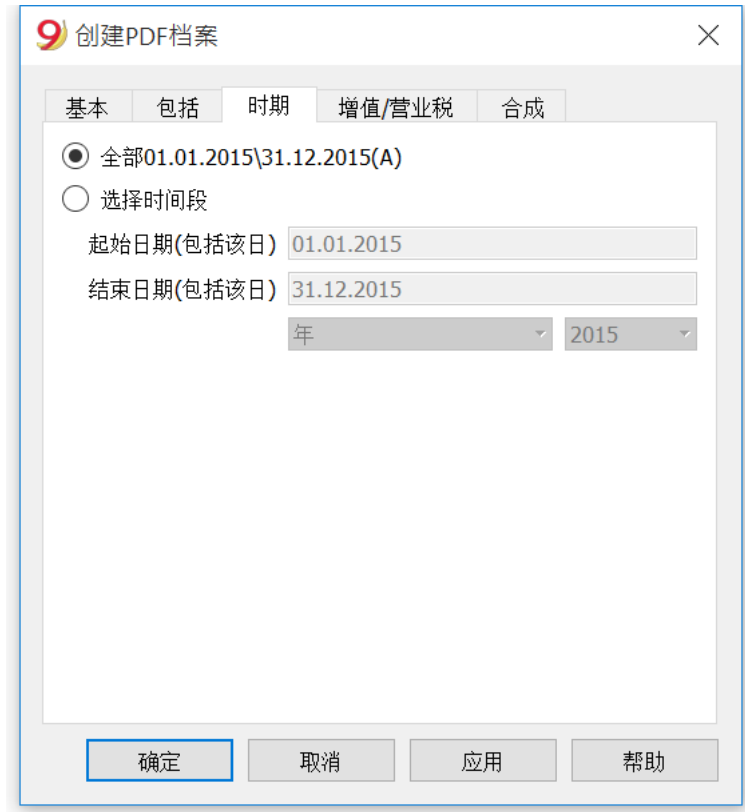 创建PDF档案
基本 包括 时期 增值/营业税 合成
全部01.01.2015\31.12.2015(A)
选择时间段
起始日期(包括该日) 01.01.2015
结束日期(包括该日) 31.12.2015
年 2015
确定 取消 应用 帮助